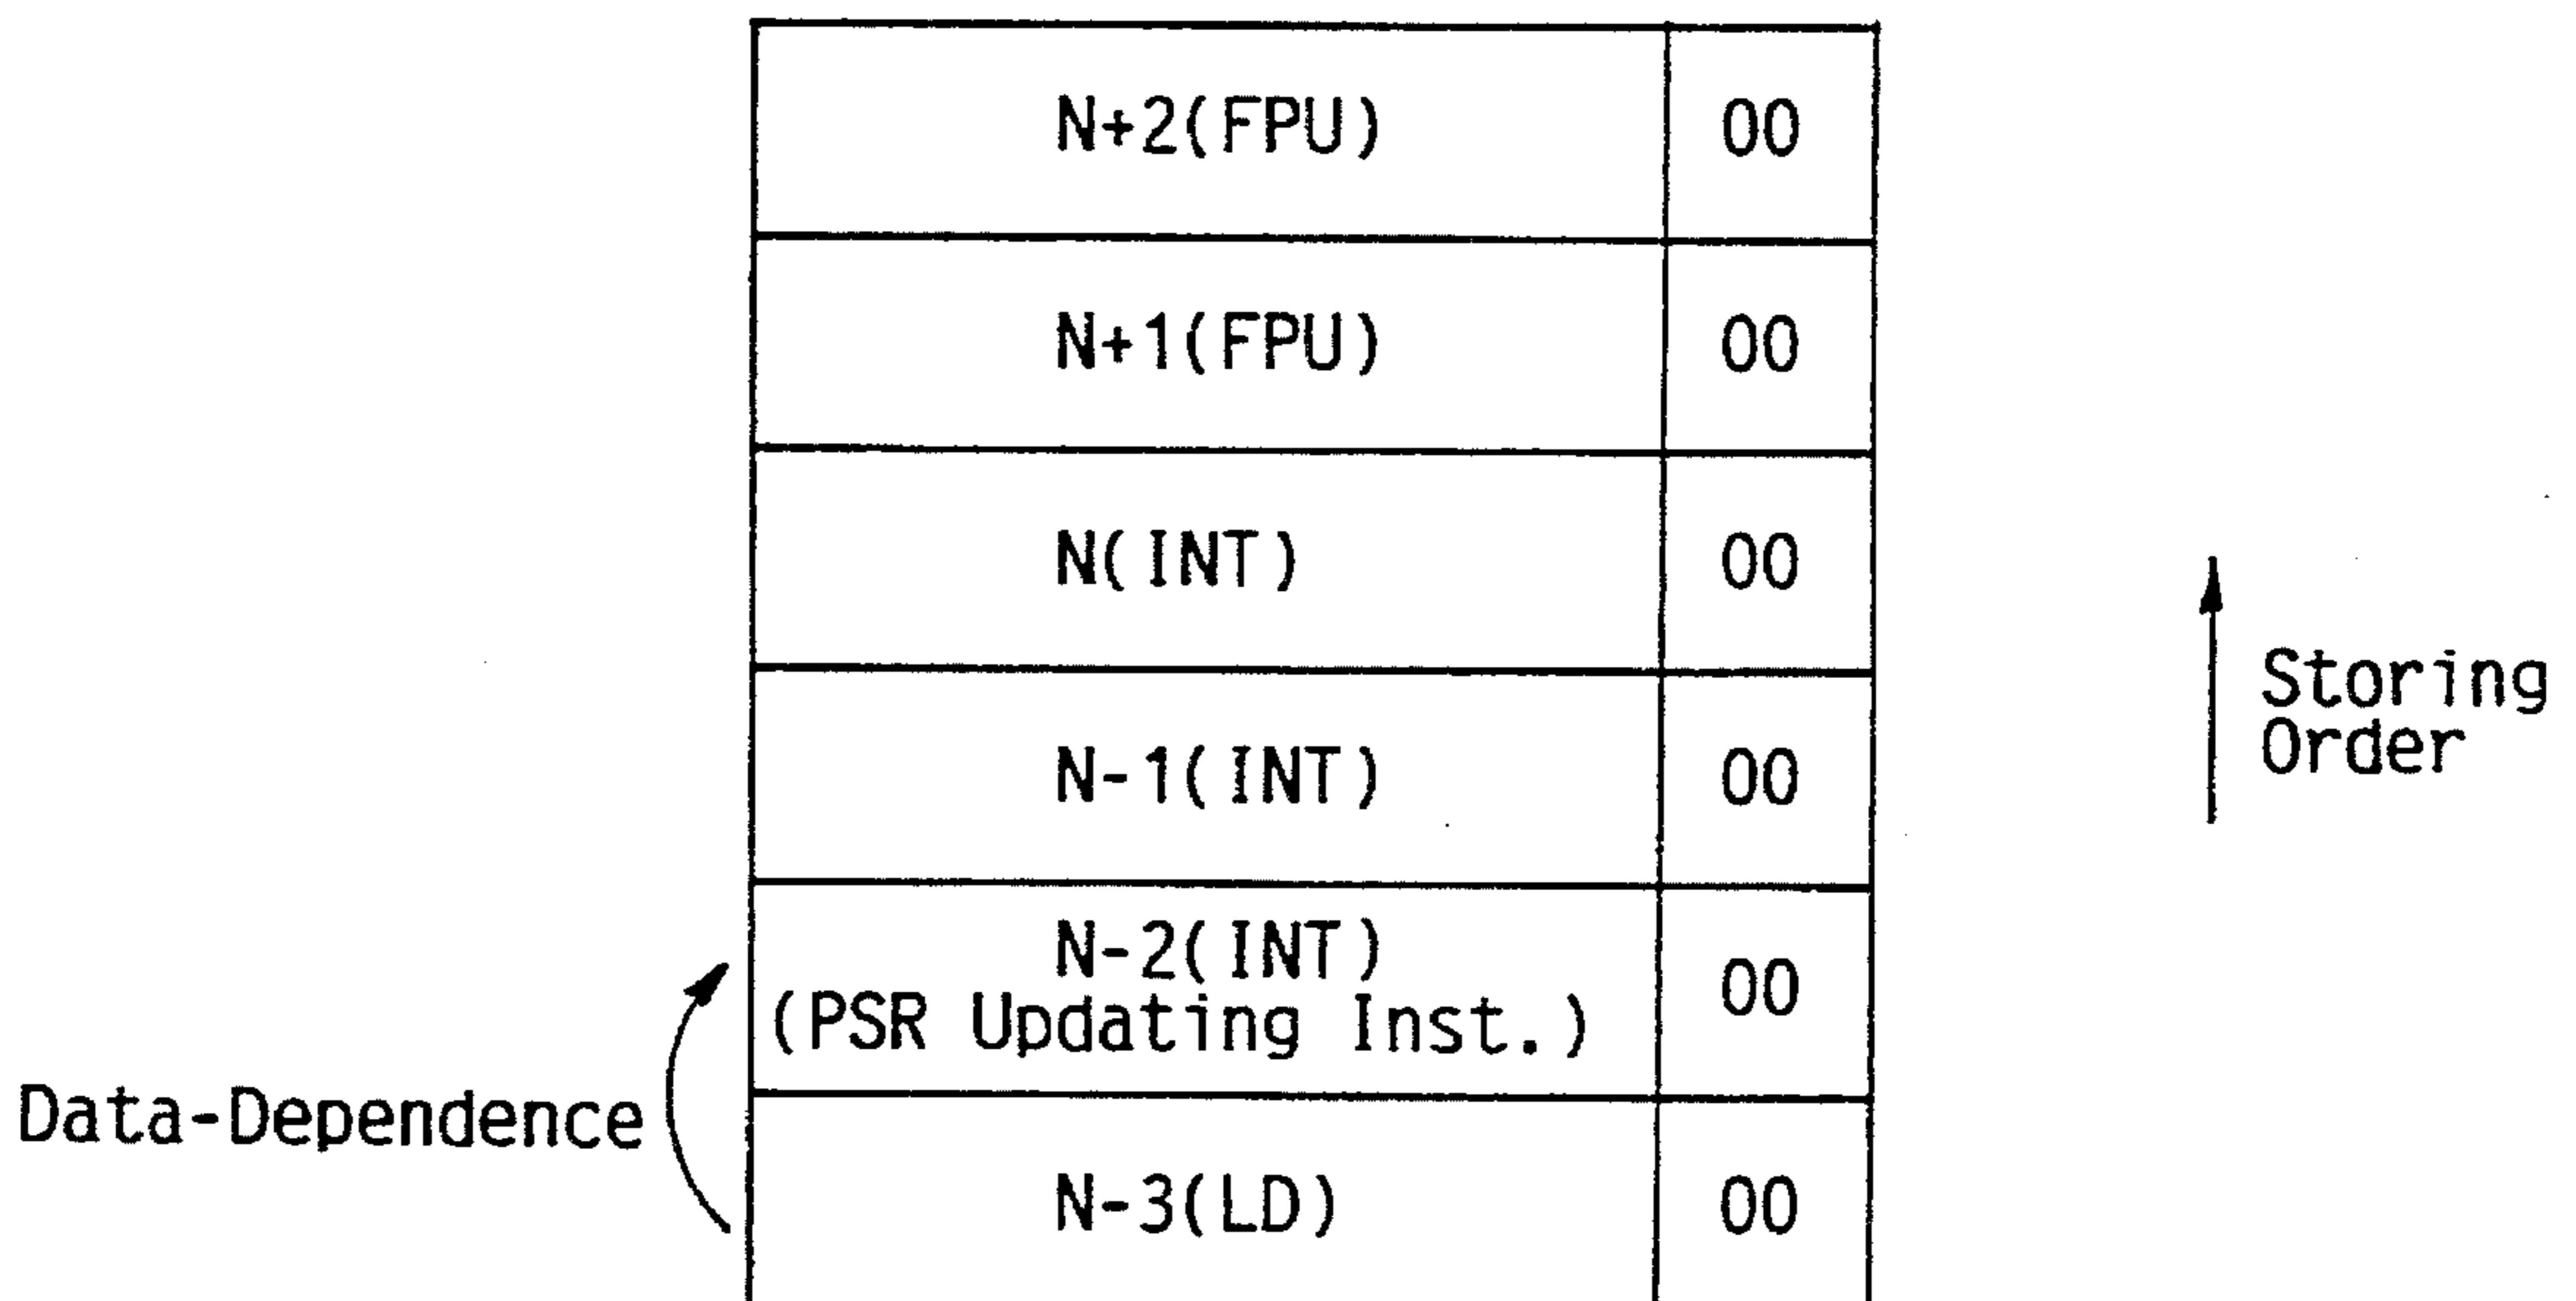 N+2(FPU) 00
N+1(FPU) 00
N(INT) 00
N-1(INT) 00
N-2(INT)
(PSR Updating Inst.) 00
N-3(LD) 00
Data-Dependence
Storing
Order